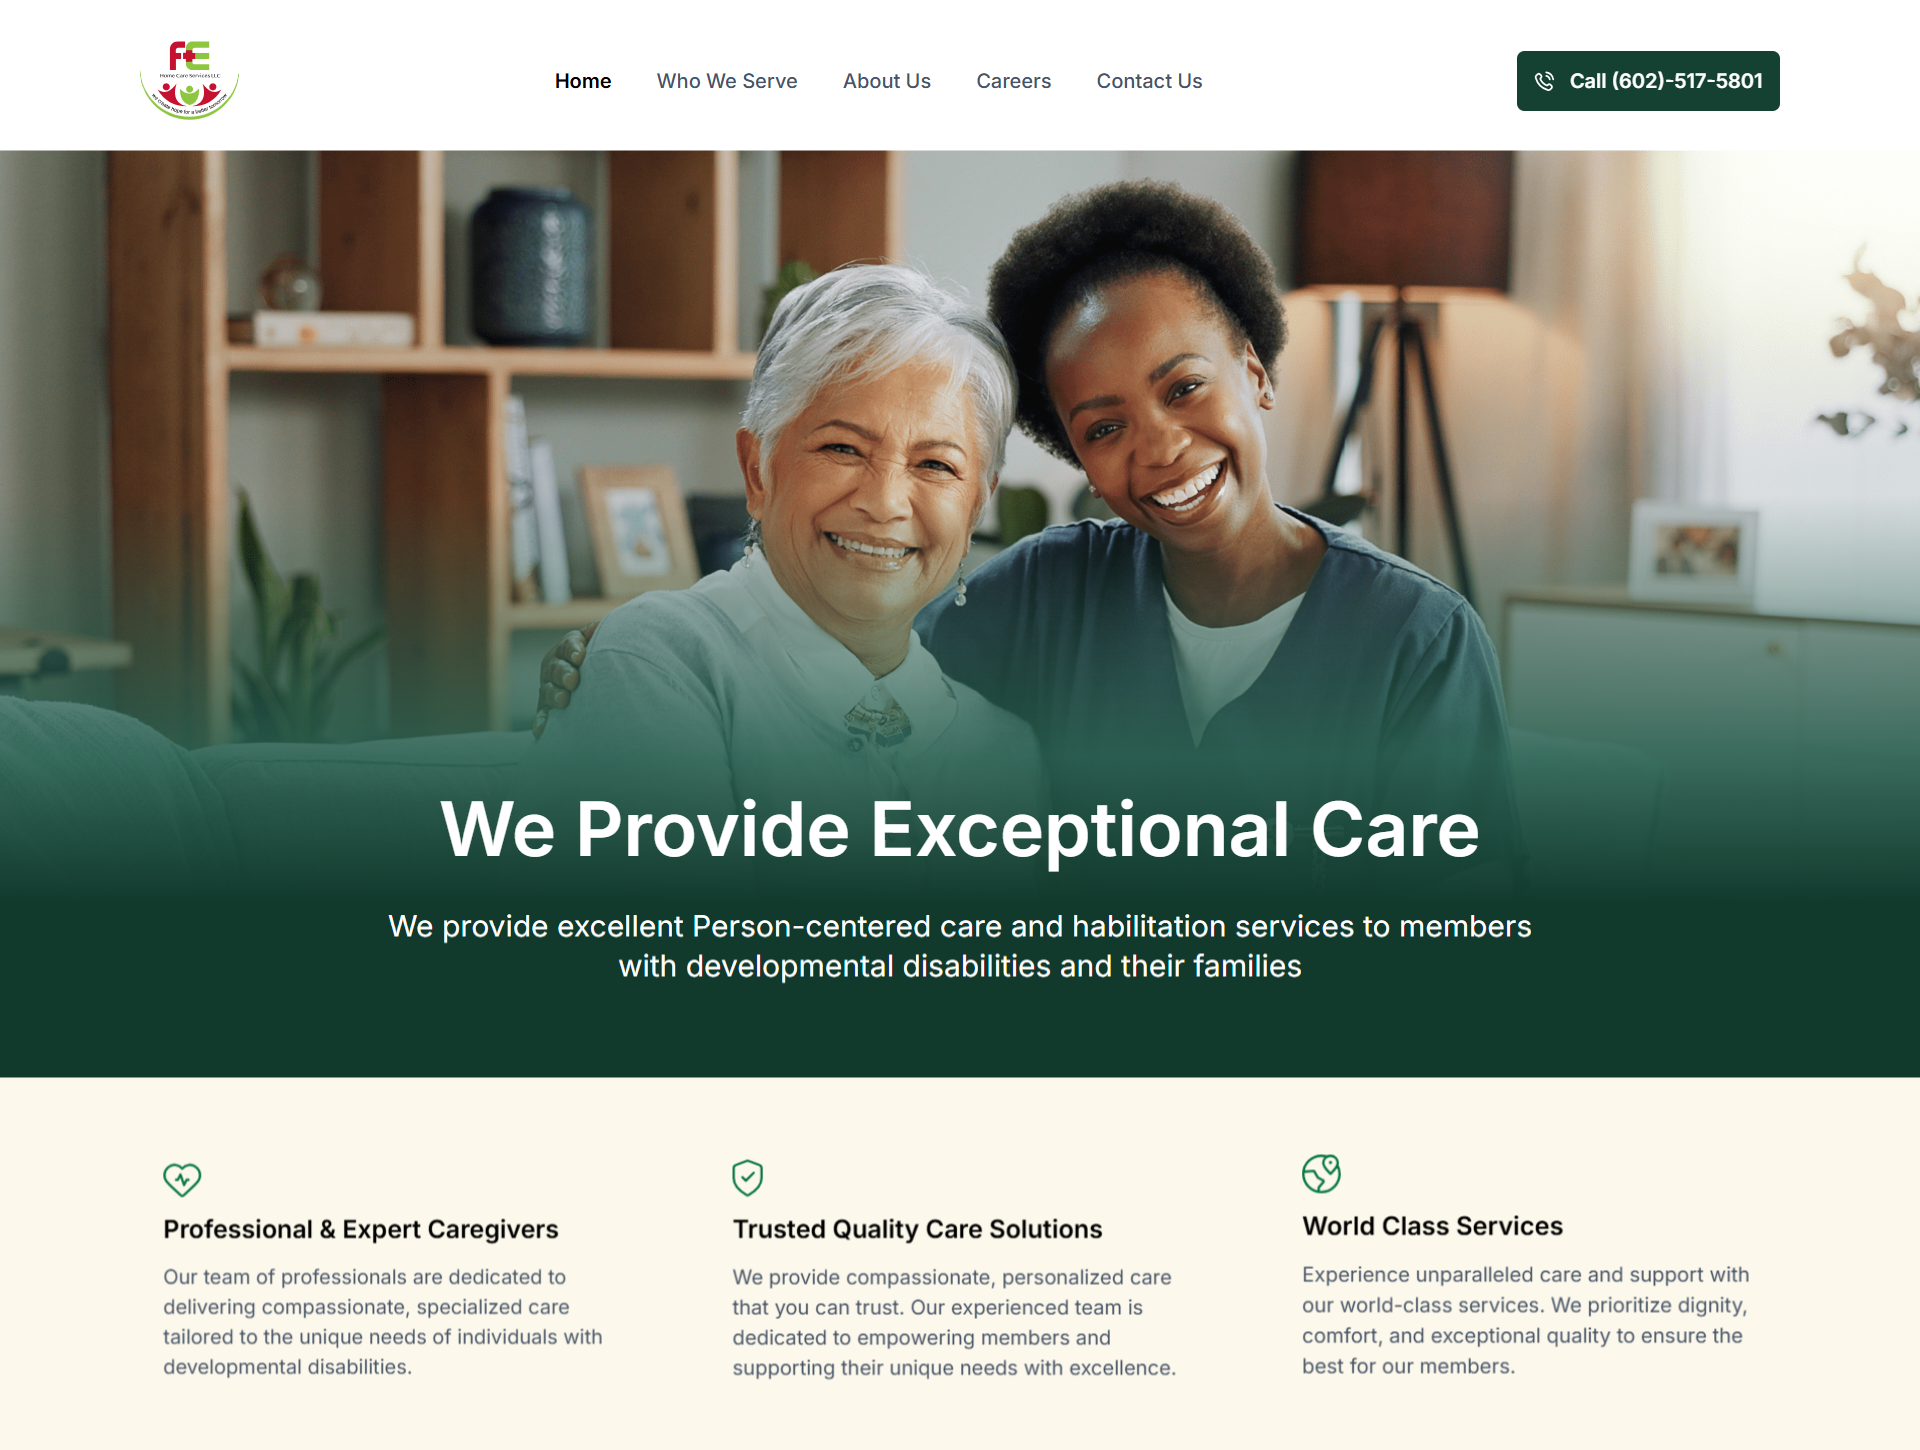 FE
Home Care Services LLC
we create hope for a better tomorrow
Home
Who We Serve
About Us
Careers
Contact Us
Call (602)-517-5801
We Provide Exceptional Care
We provide excellent Person-centered care and habilitation services to members
with developmental disabilities and their families
Professional & Expert Caregivers
Our team of professionals are dedicated to
delivering compassionate, specialized care
tailored to the unique needs of individuals with
developmental disabilities.
Trusted Quality Care Solutions
We provide compassionate, personalized care
that you can trust. Our experienced team is
dedicated to empowering members and
supporting their unique needs with excellence.
World Class Services
Experience unparalleled care and support with
our world-class services. We prioritize dignity,
comfort, and exceptional quality to ensure the
best for our members.